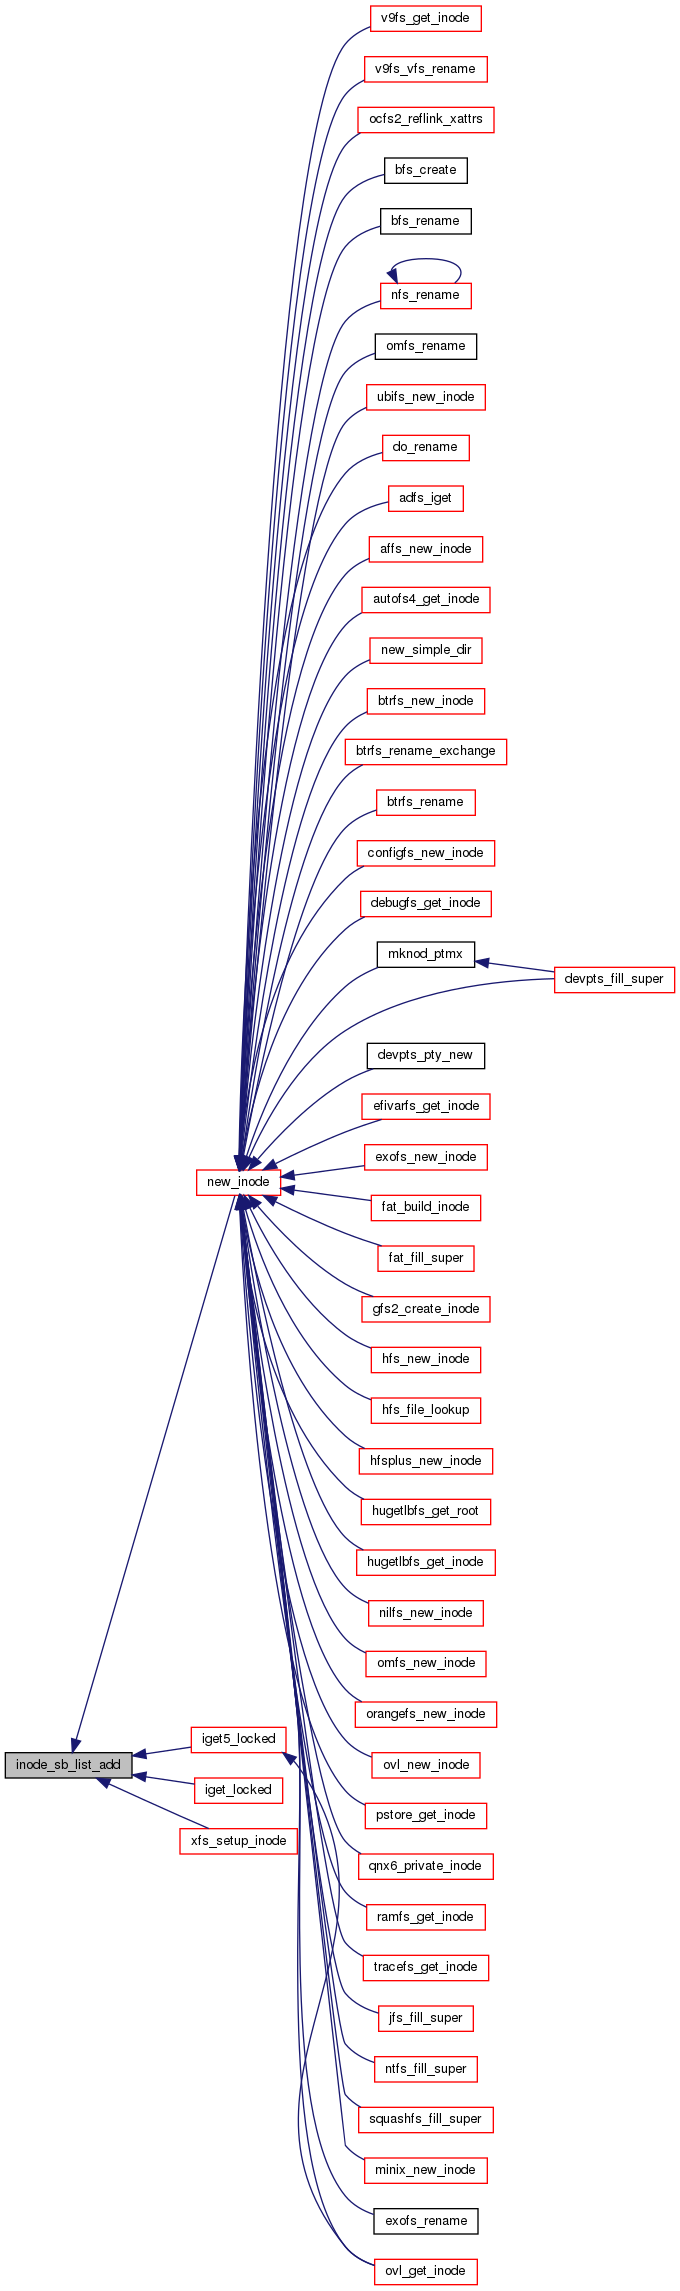 v9fs_get_inode
v9fs_vfs_rename
ocfs2_reflink_xattrs
bfs_create
bfs_rename
nfs_rename
omfs_rename
ubifs_new_inode
do_rename
adfs_iget
affs_new_inode
autofs4_get_inode
new_simple_dir
btrfs_new_inode
btrfs_rename_exchange
btrfs_rename
configfs_new_inode
debugfs_get_inode
mknod_ptmx
devpts_fill_super
devpts_pty_new
efivarfs_get_inode
exofs_new_inode
new_inode
fat_build_inode
fat_fill_super
gfs2_create_inode
hfs_new_inode
hfs_file_lookup
hfsplus_new_inode
hugetlbfs_get_root
hugetlbfs_get_inode
nilfs_new_inode
omfs_new_inode
orangefs_new_inode
iget5_locked
inode_sb_list_add
ovl_new_inode
iget_locked
pstore_get_inode
xfs_setup_inode
qnx6_private_inode
ramfs_get_inode
tracefs_get_inode
jfs_fill_super
ntfs_fill_super
squashfs_fill_super
minix_new_inode
exofs_rename
ovl_get_inode